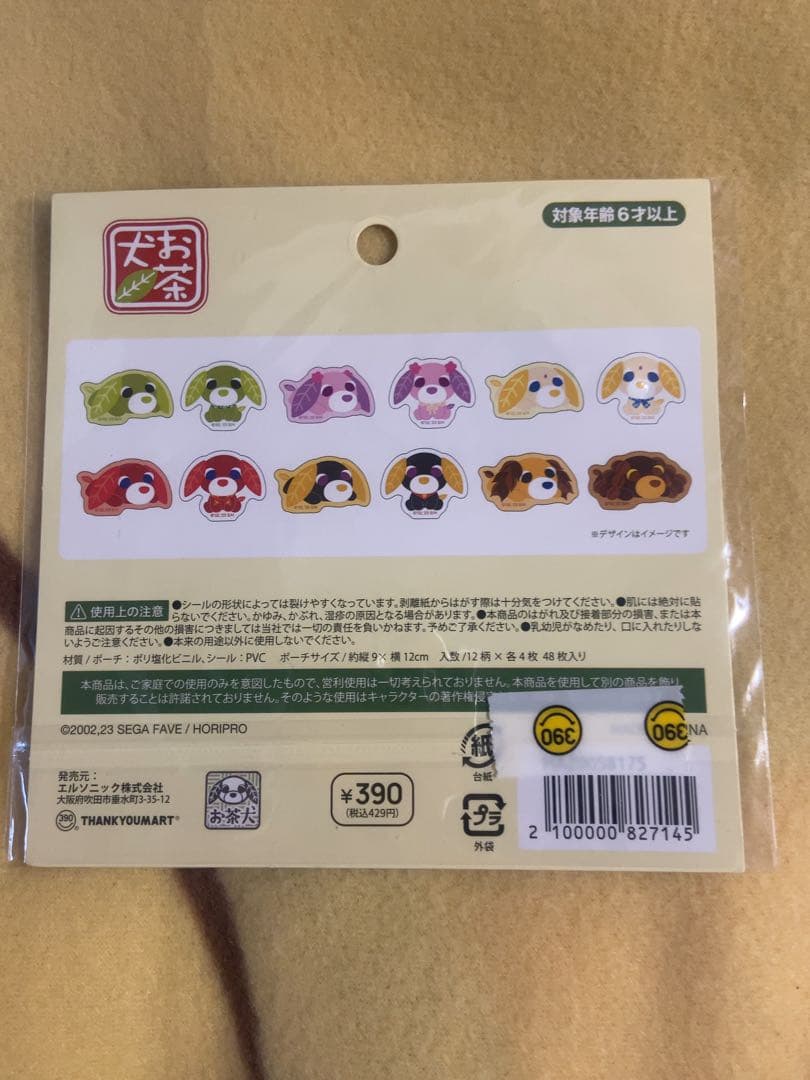 お茶犬
対象年齢6才以上
※デザインはイメージです
使用上の注意 ●シールの形状によっては裂けやすくなっています。剥離紙からはがす際は十分気をつけてください。●肌には絶対に貼
らないでください。かゆみ、かぶれ、湿疹の原因となる場合があります。●本商品のはがれ及び接着部分の損害、または本
商品に起因するその他の損害につきましては当社では一切の責任を負いかねます。予めご了承ください。●乳幼児がなめたり、口に入れたりしな
いようご注意ください。●本来の用途以外に使用しないでください。
材質 / ポーチ：ポリ塩化ビニル、シール：PVC ポーチサイズ / 約縦 9× 横 12cm 入数 /12 柄 × 各 4 枚 48 枚入り
本商品は、ご家庭での使用のみを意図したもので、営利使用は一切考えられておりません。本商品を使用して別の商品を飾り、
販売することは許諾されておりません。そのような使用はキャラクターの著作権侵
©2002,23 SEGA FAVE / HORIPRO
紙
台紙
390
390
発売元：
エルソニック株式会社
大阪府吹田市垂水町3-35-12
390 THANKYOUMART
お茶犬
¥390
(税込429円)
プラ
外袋
2 100000 827145